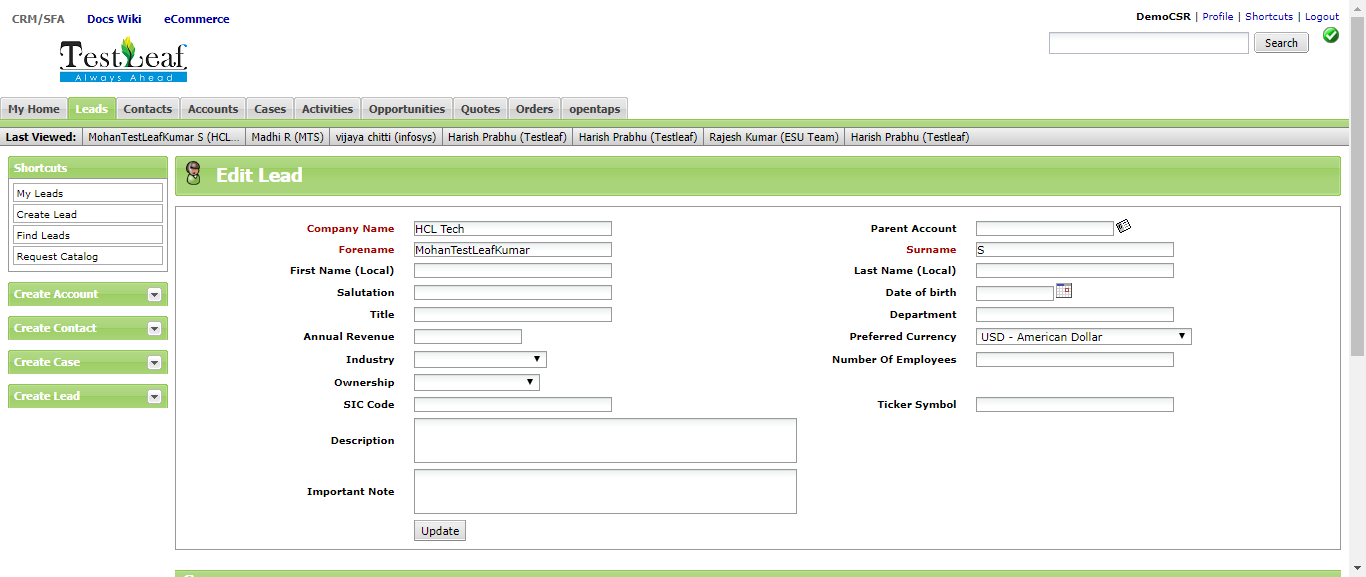 CRM/SFA Docs Wiki eCommerce
DemoCSR | Profile | Shortcuts | Logout
TestLeaf
Always Ahead
Search
My Home Leads Contacts Accounts Cases Activities Opportunities Quotes Orders opentaps
Last Viewed: MohanTestLeafKumar S (HCL... Madhi R (MTS) vijaya chitti (infosys) Harish Prabhu (Testleaf) Harish Prabhu (Testleaf) Rajesh Kumar (ESU Team) Harish Prabhu (Testleaf)
Shortcuts
My Leads
Create Lead
Find Leads
Request Catalog
Create Account
Create Contact
Create Case
Create Lead
Edit Lead
Company Name HCL Tech Parent Account
Forename MohanTestLeafKumar Surname S
First Name (Local) Last Name (Local)
Salutation Date of birth
Title Department
Annual Revenue Preferred Currency USD - American Dollar
Industry Number Of Employees
Ownership
SIC Code Ticker Symbol
Description
Important Note
Update